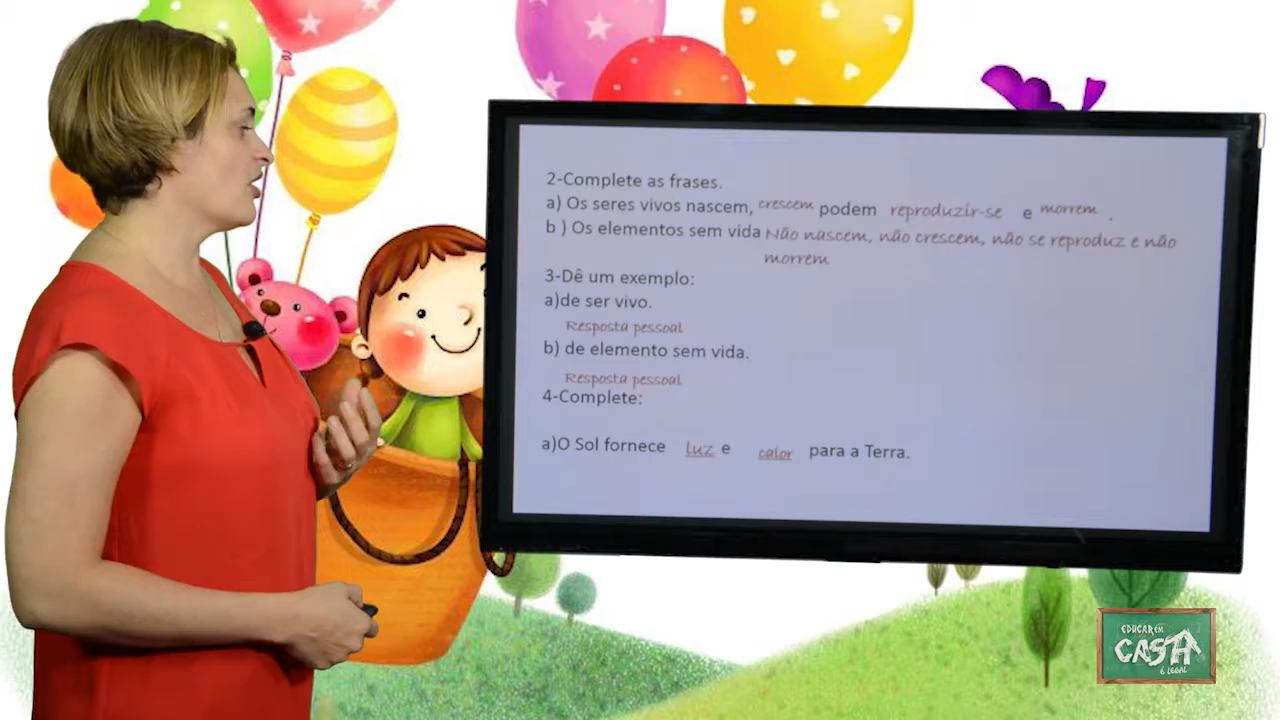 2-Complete as frases.
a) Os seres vivos nascem, crescem podem reproduzir-se e morrem .
b ) Os elementos sem vida Não nascem, não crescem, não se reproduz e não
morrem
3-Dê um exemplo:
a)de ser vivo.
Resposta pessoal
b) de elemento sem vida.
Resposta pessoal
4-Complete:
a)O Sol fornece luz e calor para a Terra.
EDUCAR EM
CASA
É LEGAL